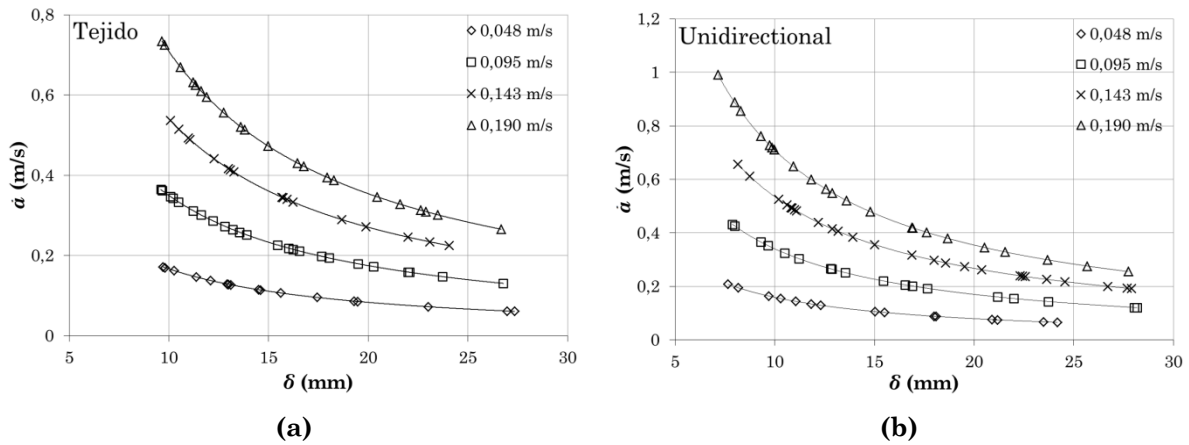 Tejido
0,048 m/s
0,095 m/s
0,143 m/s
0,190 m/s
0,8
0,6
0,4
0,2
0
5
10
15
20
25
30
ȧ (m/s)
δ (mm)
(a)
Unidirectional
0,048 m/s
0,095 m/s
0,143 m/s
0,190 m/s
1,2
1
0,8
0,6
0,4
0,2
0
5
10
15
20
25
30
ȧ (m/s)
δ (mm)
(b)